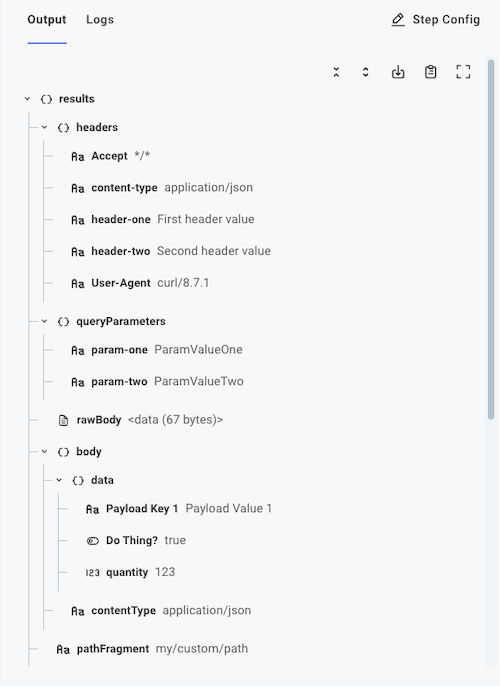 Output Logs Step Config
results
headers
Aa Accept */*
Aa content-type application/json
Aa header-one First header value
Aa header-two Second header value
Aa User-Agent curl/8.7.1
queryParameters
Aa param-one ParamValueOne
Aa param-two ParamValueTwo
rawBody <data (67 bytes)>
body
data
Aa Payload Key 1 Payload Value 1
Do Thing? true
123 quantity 123
Aa contentType application/json
Aa pathFragment my/custom/path